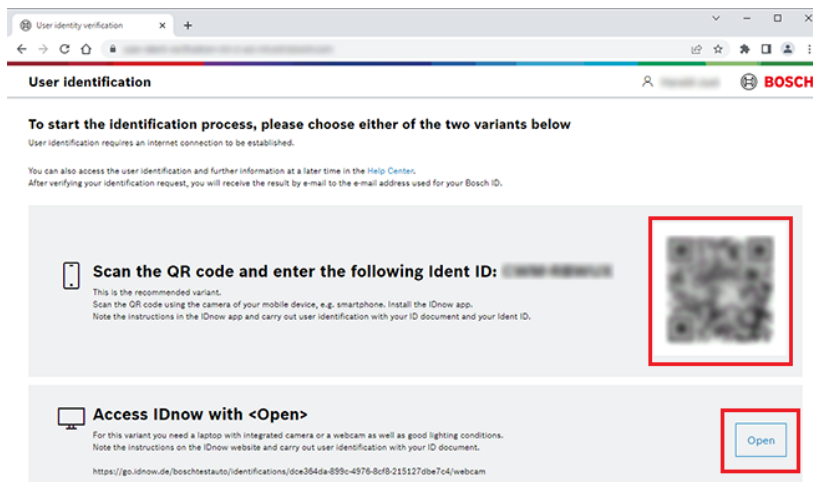 User identity verification
User identification
BOSCH
To start the identification process, please choose either of the two variants below
User identification requires an internet connection to be established.
You can also access the user identification and further information at a later time in the Help Center.
After verifying your identification request, you will receive the result by e-mail to the e-mail address used for your Bosch ID.
Scan the QR code and enter the following Ident ID:
This is the recommended variant.
Scan the QR code using the camera of your mobile device, e.g. smartphone. Install the IDnow app.
Note the instructions in the IDnow app and carry out user identification with your ID document and your Ident ID.
Access IDnow with <Open>
For this variant you need a laptop with integrated camera or a webcam as well as good lighting conditions.
Note the instructions on the IDnow website and carry out user identification with your ID document.
Open
https://go.idnow.de/boschtestauto/identifications/dce364da-899c-4976-8cf8-215127dbe7c4/webcam